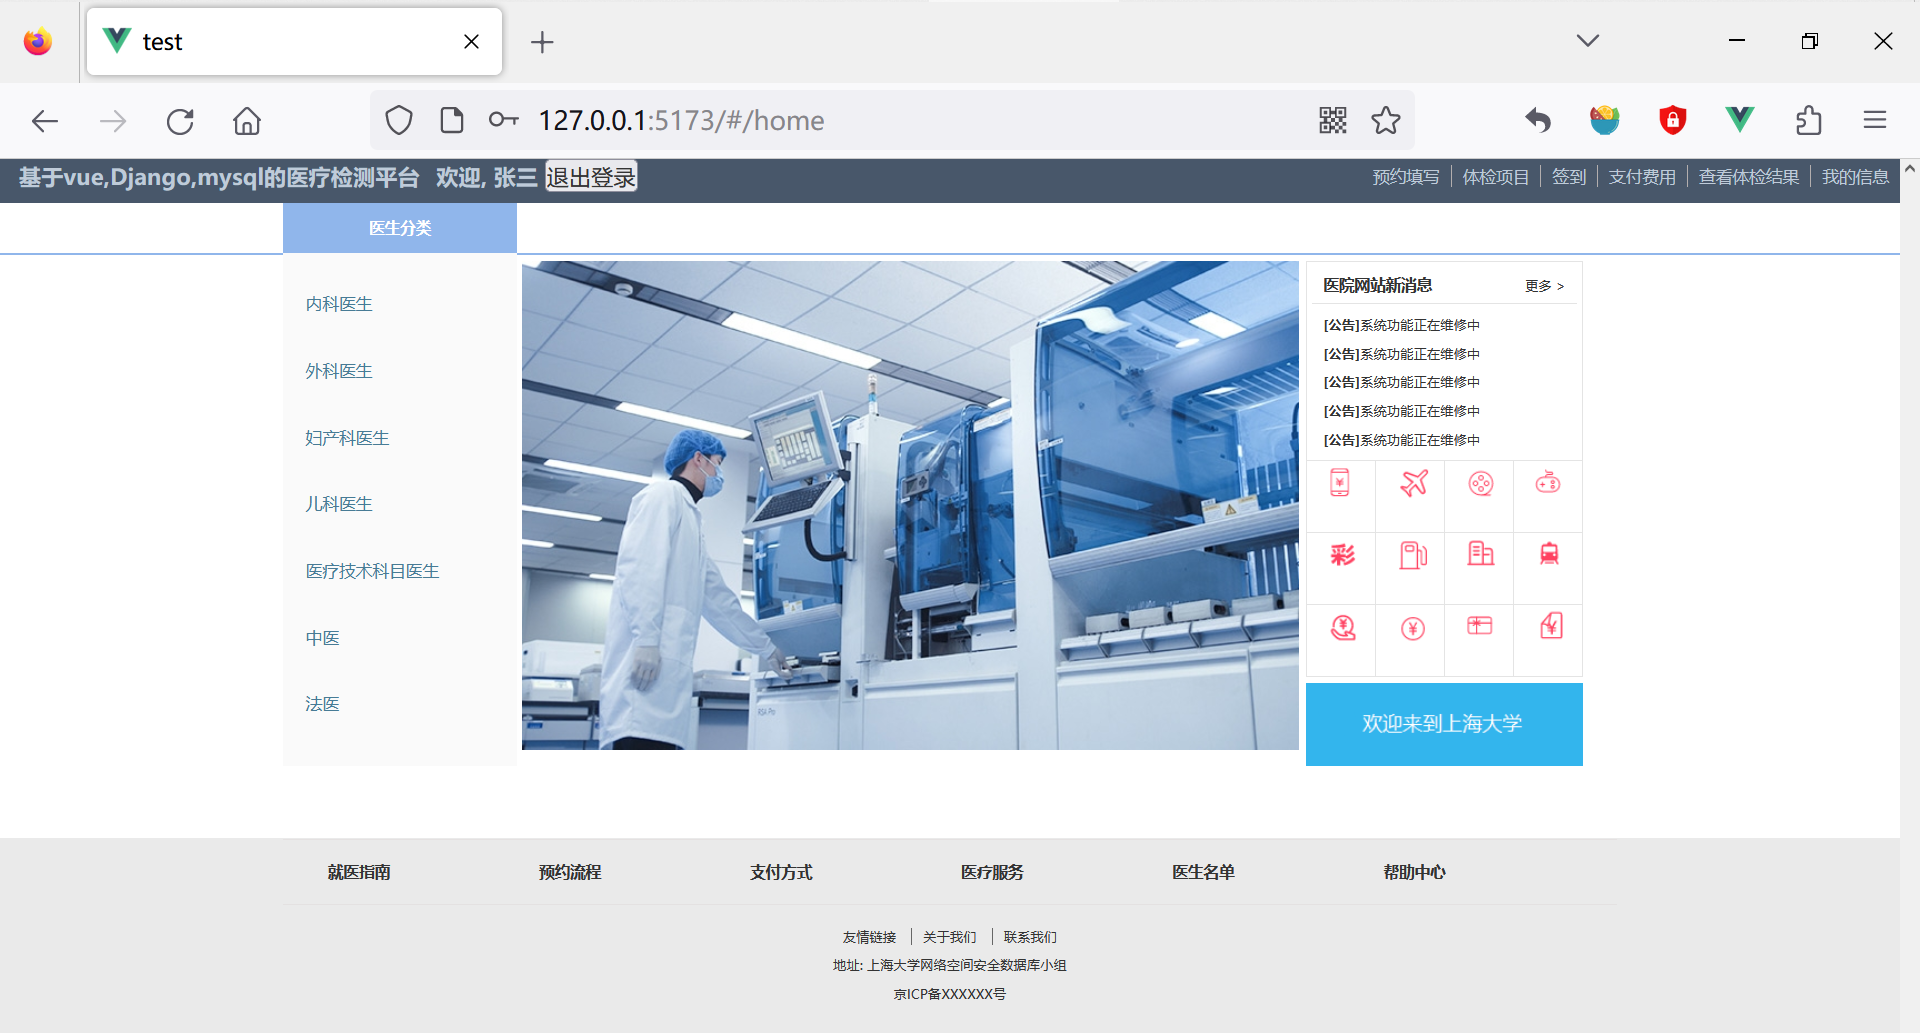 test
127.0.0.1:5173/#/home
基于vue,Django,mysql的医疗检测平台 欢迎, 张三 退出登录
预约填写 体检项目 签到 支付费用 查看体检结果 我的信息
医生分类
内科医生
外科医生
妇产科医生
儿科医生
医疗技术科目医生
中医
法医
医院网站新消息 更多 >
[公告]系统功能正在维修中
[公告]系统功能正在维修中
[公告]系统功能正在维修中
[公告]系统功能正在维修中
[公告]系统功能正在维修中
彩
欢迎来到上海大学
就医指南 预约流程 支付方式 医疗服务 医生名单 帮助中心
友情链接 关于我们 联系我们
地址: 上海大学网络空间安全数据库小组
京ICP备XXXXXX号